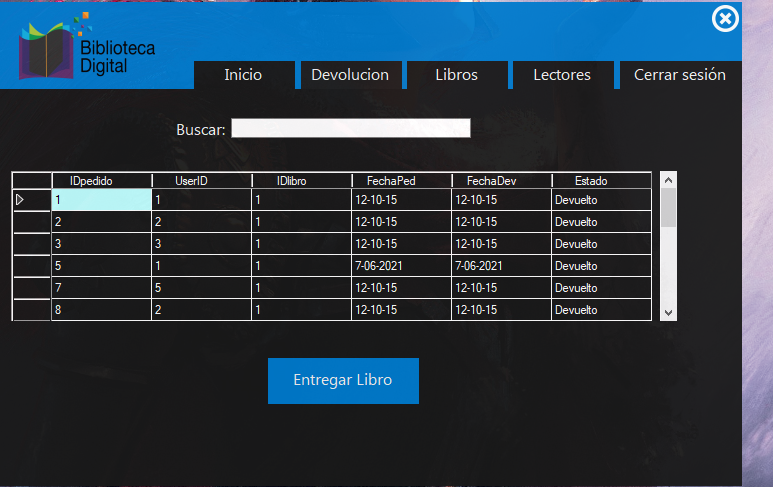 Biblioteca
Digital
Inicio Devolucion Libros Lectores Cerrar sesión
Buscar:
IDpedido UserID IDlibro FechaPed FechaDev Estado
1 1 1 12-10-15 12-10-15 Devuelto
2 2 1 12-10-15 12-10-15 Devuelto
3 3 1 12-10-15 12-10-15 Devuelto
5 1 1 7-06-2021 7-06-2021 Devuelto
7 5 1 12-10-15 12-10-15 Devuelto
8 2 1 12-10-15 12-10-15 Devuelto
Entregar Libro